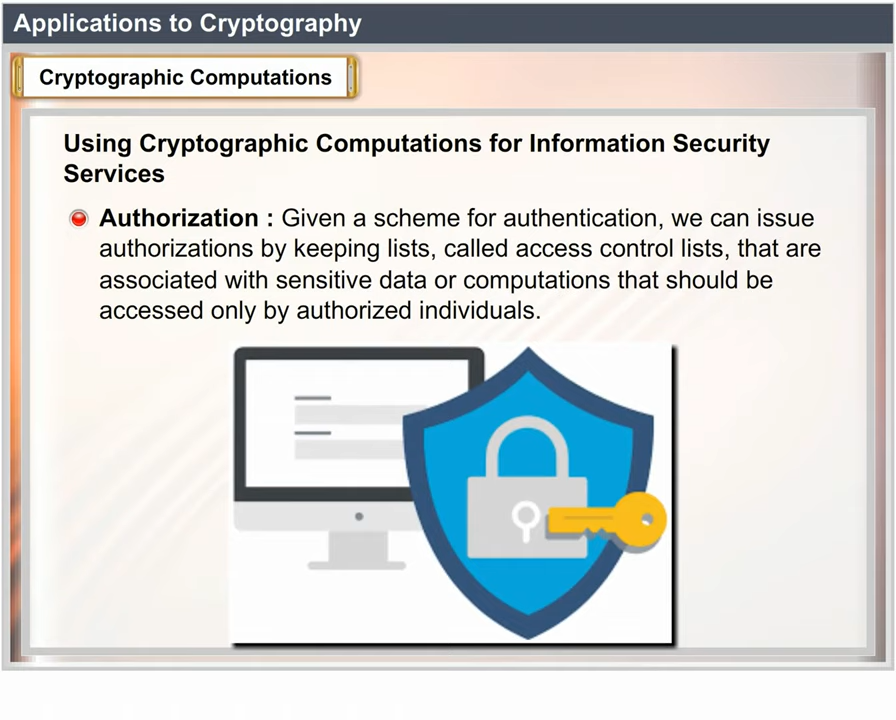 Applications to Cryptography
Cryptographic Computations
Using Cryptographic Computations for Information Security
Services
Authorization : Given a scheme for authentication, we can issue
authorizations by keeping lists, called access control lists, that are
associated with sensitive data or computations that should be
accessed only by authorized individuals.